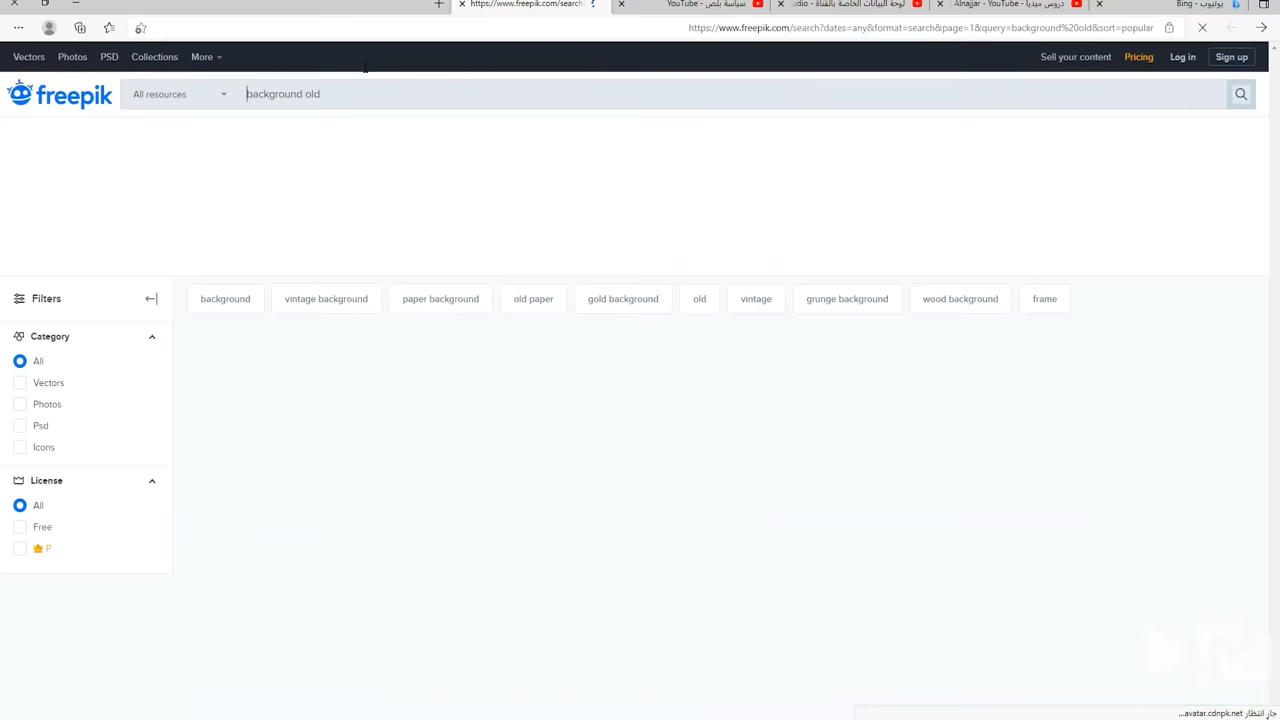 https://www.freepik.com/search
YouTube - سياسة بلص
لوحة البيانات الخاصة بالقناة - udio
دروس ميديا - Alnajjar - YouTube
يوتيوب - Bing
https://www.freepik.com/search?dates=any&format=search&page=1&query=background%20old&sort=popular
Vectors Photos PSD Collections More
Sell your content Pricing Log in Sign up
freepik All resources background old
Filters
background vintage background paper background old paper gold background old vintage grunge background wood background frame
Category
All
Vectors
Photos
Psd
Icons
License
All
Free
P
جار انتظار avatar.cdnpk.net...